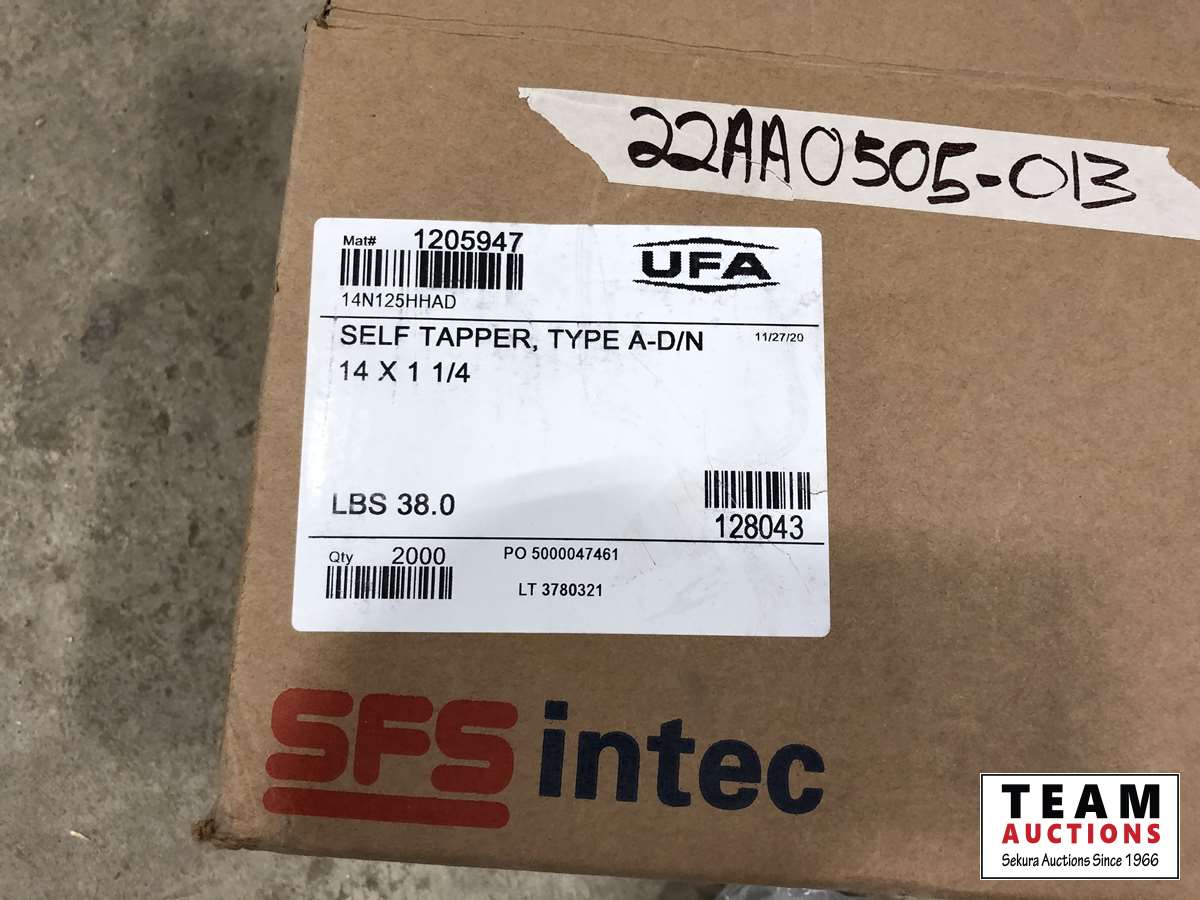 22AA0505-013
Mat# 1205947
14N125HHAD
UFA
SELF TAPPER, TYPE A-D/N 11/27/20
14 X 1 1/4
LBS 38.0
128043
Qty 2000 PO 5000047461
LT 3780321
SFS intec
TEAM
AUCTIONS
Sekura Auctions Since 1966